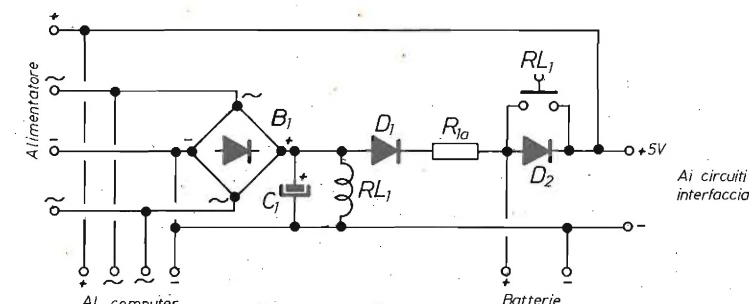 +
~
-
~
Alimentatore
~
B1
-
+
~
C1
+
RL1
D1
R1a
RL1
D2
+5V
-
Ai circuiti
interfaccia
+ ~ ~ -
Al computer
+ -
Batterie